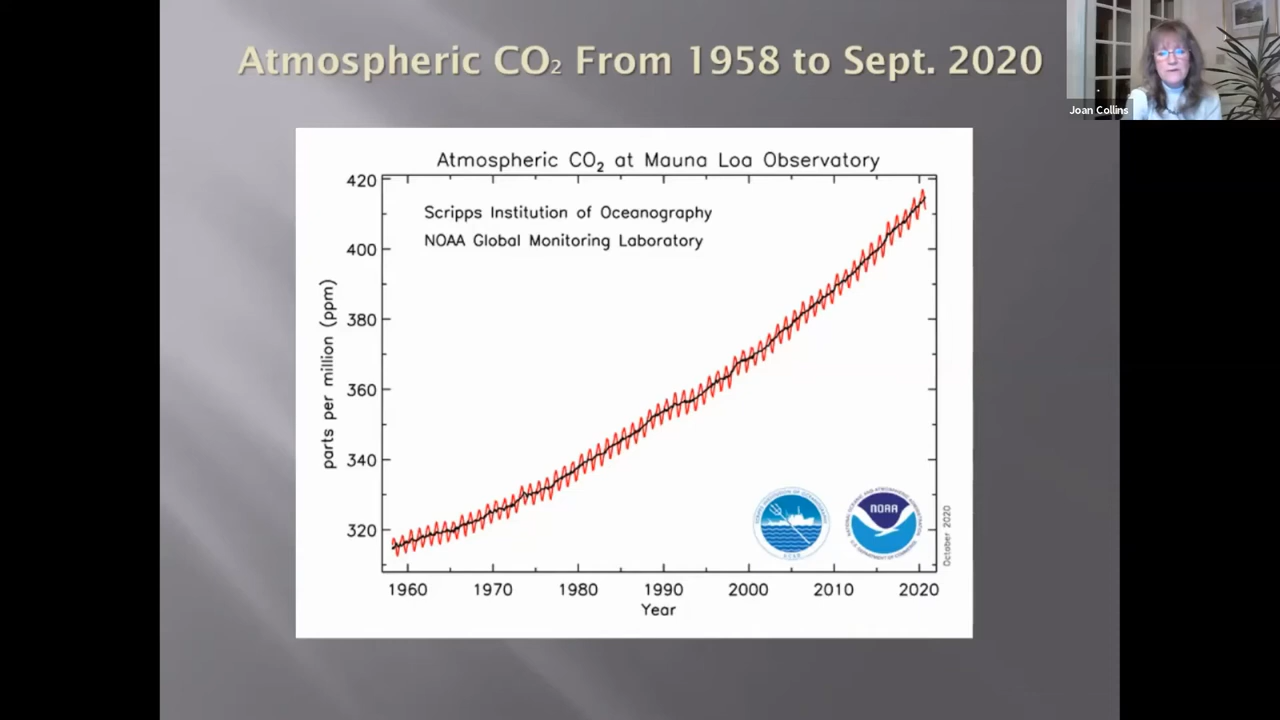 Atmospheric CO₂ From 1958 to Sept. 2020
Joan Collins
Atmospheric CO₂ at Mauna Loa Observatory
Scripps Institution of Oceanography
NOAA Global Monitoring Laboratory
parts per million (ppm)
420
400
380
360
340
320
1960 1970 1980 1990 2000 2010 2020
Year
NOAA
October 2020